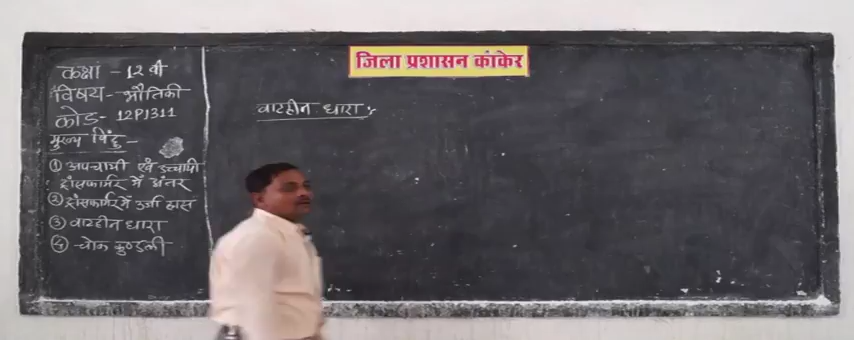 जिला प्रशासन कांकेर
कक्षा - 12 वी
विषय - भौतिकी
कोड - 12P1311
मुख्य बिंदु -
① अपचायी एवं उच्चायी
ट्रांसफार्मर में अंतर
② ट्रांसफार्मर में उर्जा ह्रास
③ वाटहीन धारा
④ चोक कुण्डली
वाटहीन धारा :-